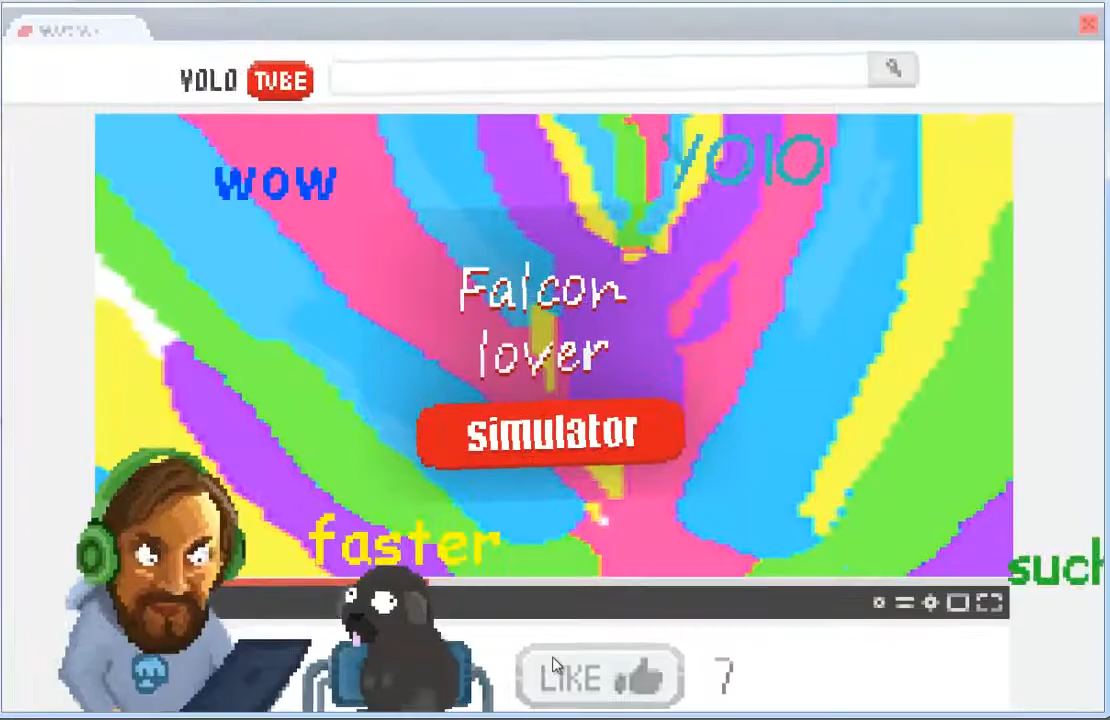 YOLO TUBE
wow
YOLO
Falcon
lover
simulator
faster
such
LIKE 7